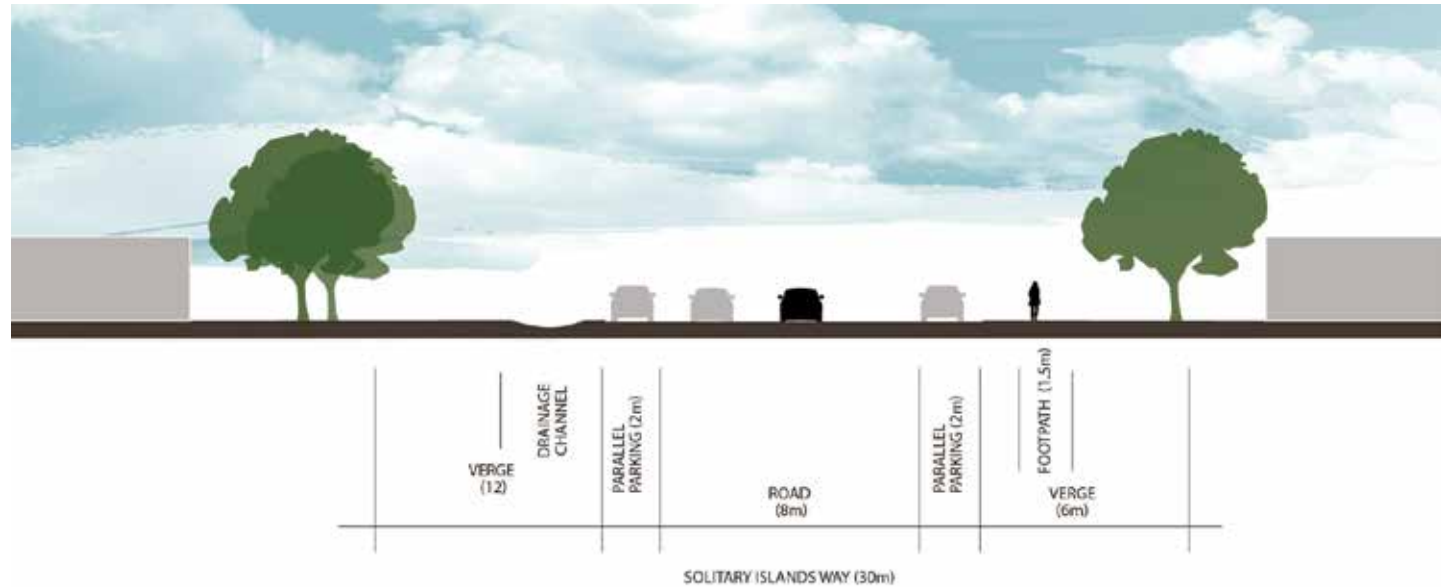 DRAINAGE
CHANNEL
VERGE
(12)
PARALLEL
PARKING (2m)
ROAD
(8m)
PARALLEL
PARKING (2m)
FOOTPATH (1.5m)
VERGE
(6m)
SOLITARY ISLANDS WAY (30m)